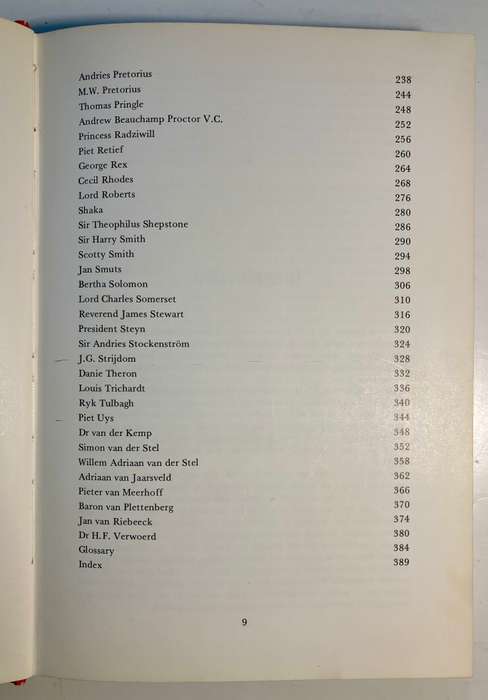 Andries Pretorius 238
M.W. Pretorius 244
Thomas Pringle 248
Andrew Beauchamp Proctor V.C. 252
Princess Radziwill 256
Piet Retief 260
George Rex 264
Cecil Rhodes 268
Lord Roberts 276
Shaka 280
Sir Theophilus Shepstone 286
Sir Harry Smith 290
Scotty Smith 294
Jan Smuts 298
Bertha Solomon 306
Lord Charles Somerset 310
Reverend James Stewart 316
President Steyn 320
Sir Andries Stockenström 324
J.G. Strijdom 328
Danie Theron 332
Louis Trichardt 336
Ryk Tulbagh 340
Piet Uys 344
Dr van der Kemp 348
Simon van der Stel 352
Willem Adriaan van der Stel 358
Adriaan van Jaarsveld 362
Pieter van Meerhoff 366
Baron van Plettenberg 370
Jan van Riebeeck 374
Dr H.F. Verwoerd 380
Glossary 384
Index 389
9